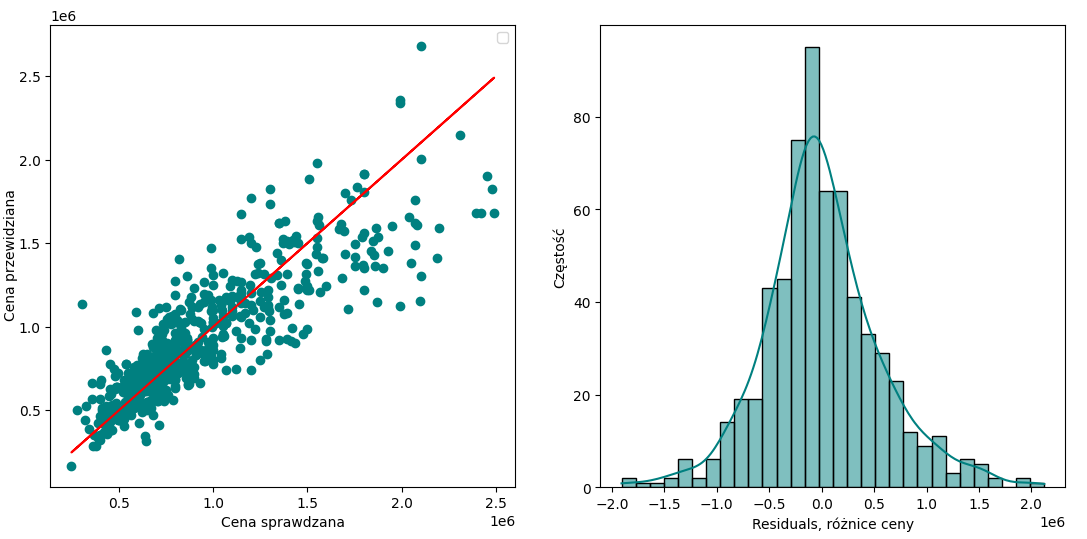 1e6
2.5
2.0
1.5
1.0
0.5
Cena przewidziana
0.5 1.0 1.5 2.0 2.5
Cena sprawdzana
1e6
80
60
40
20
0
Częstość
−2.0 −1.5 −1.0 −0.5 0.0 0.5 1.0 1.5 2.0
Residuals, różnice ceny
1e6